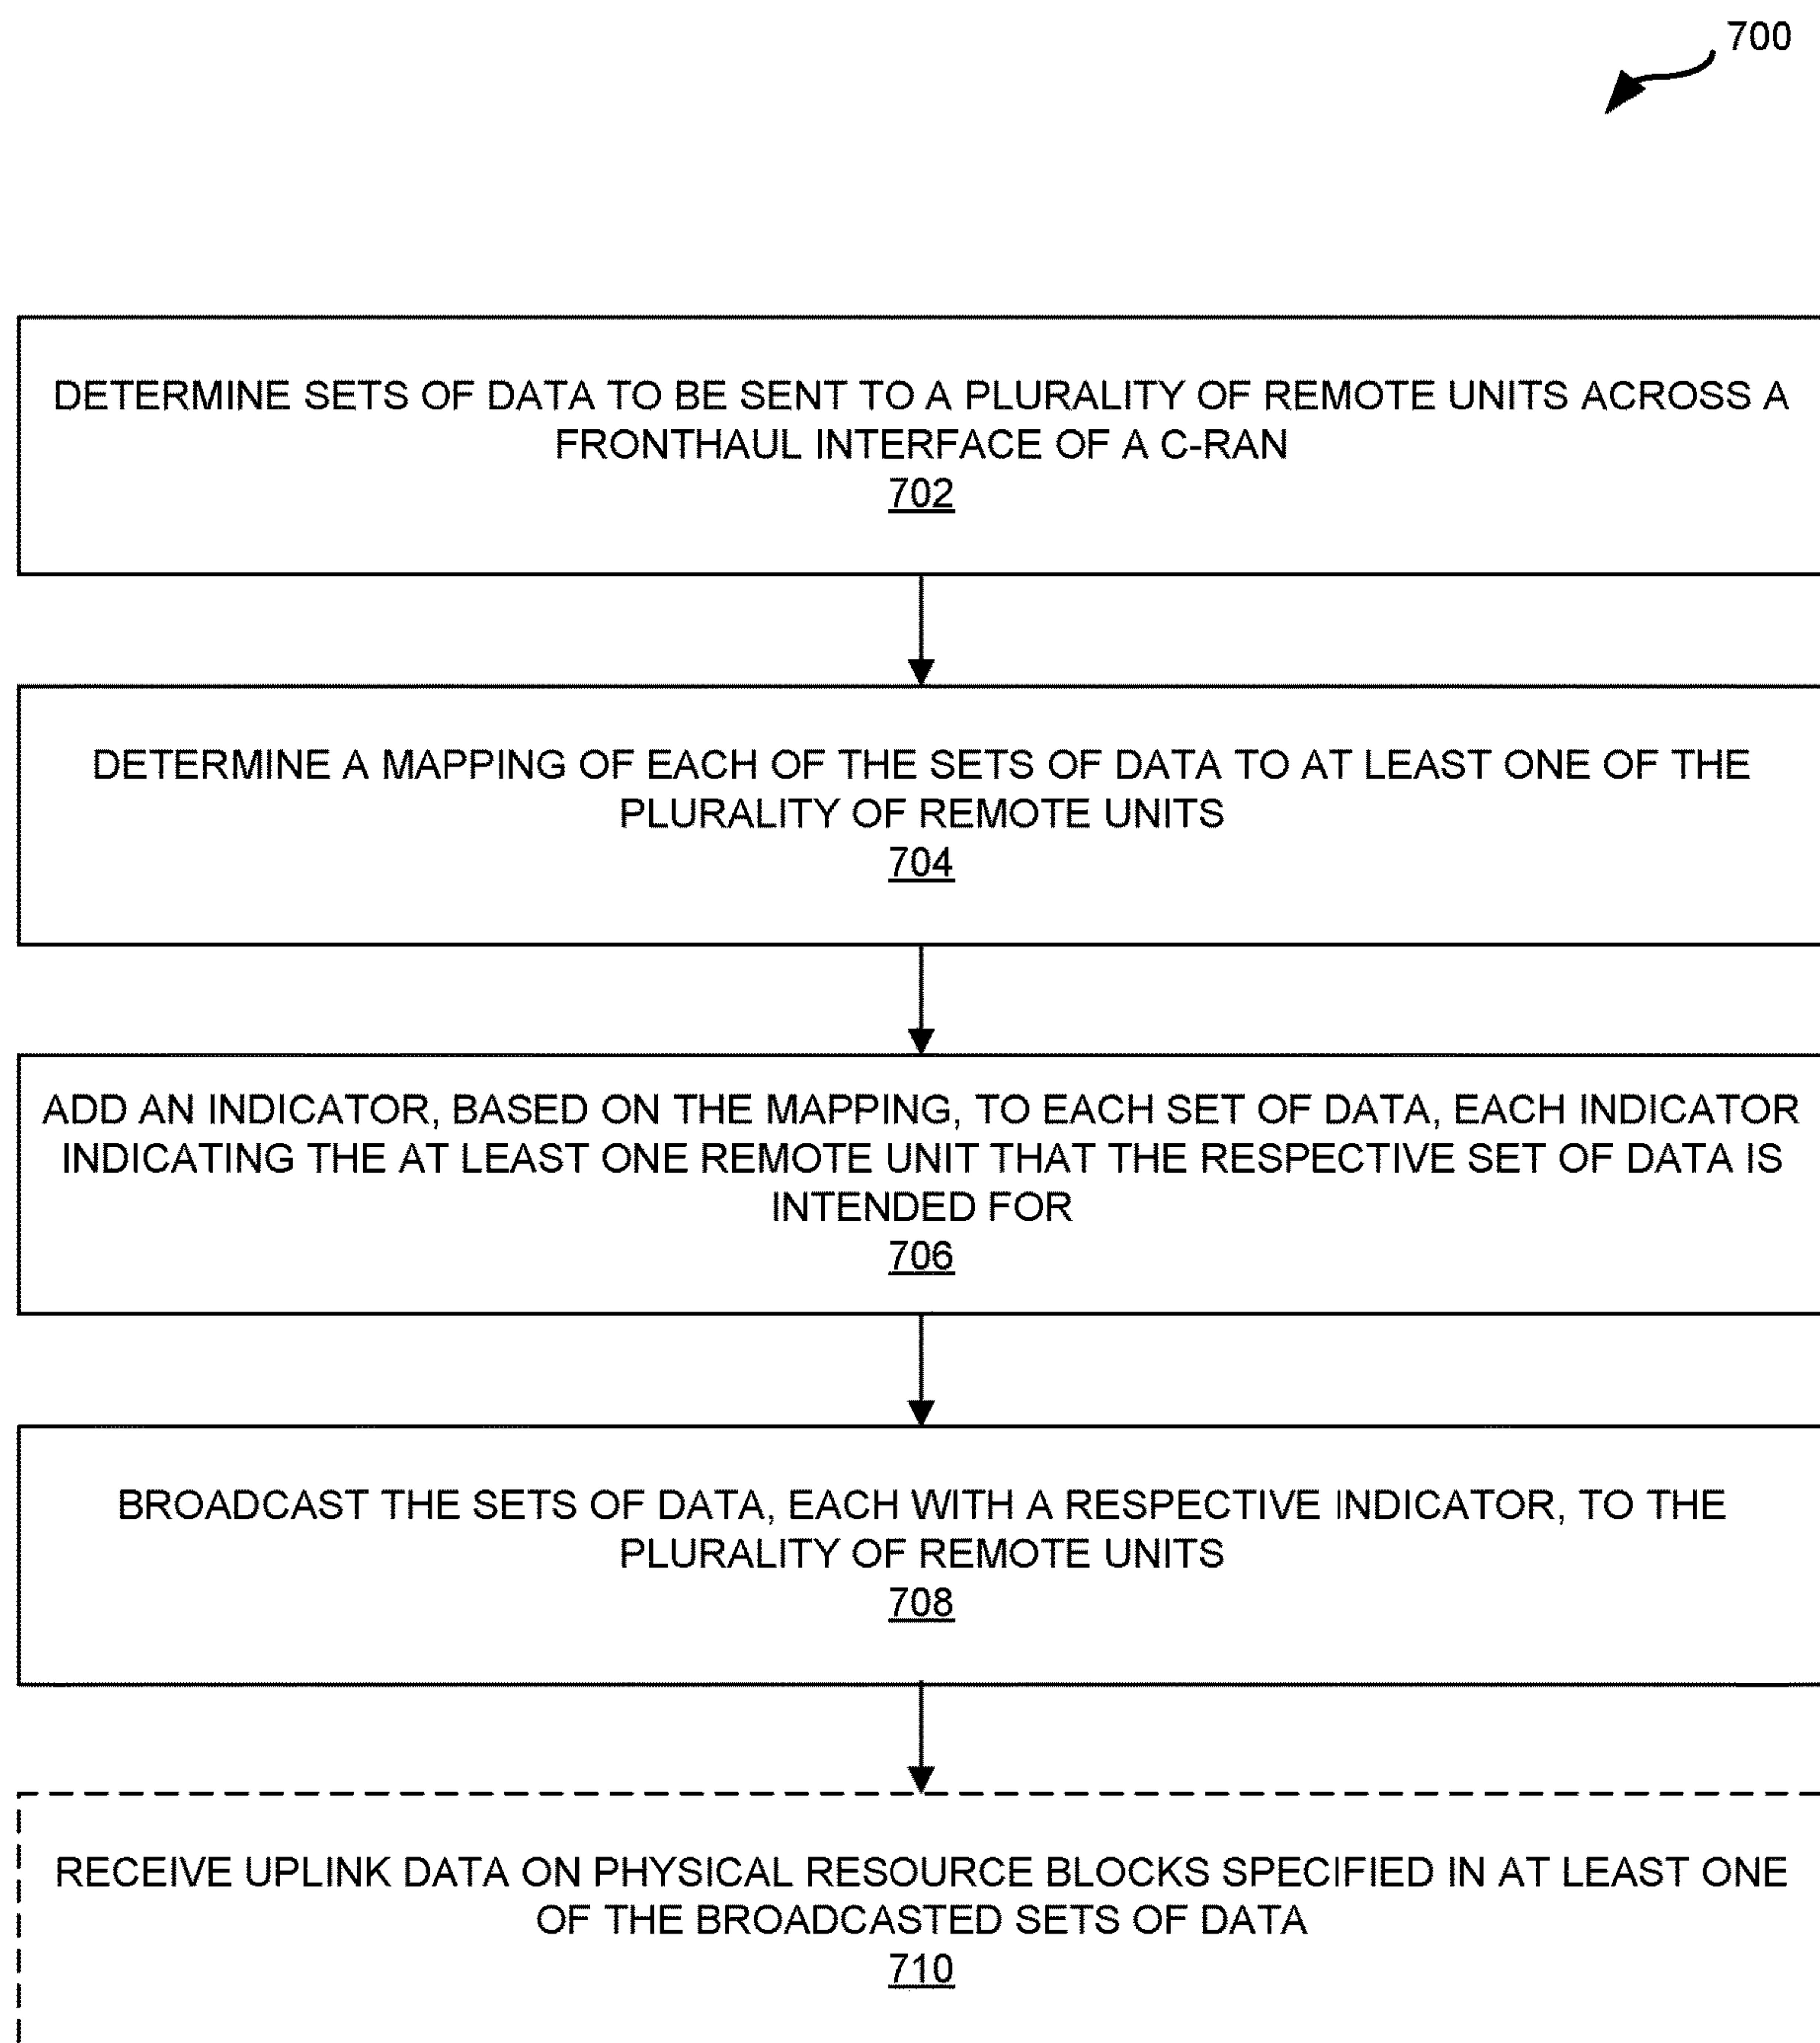 700
DETERMINE SETS OF DATA TO BE SENT TO A PLURALITY OF REMOTE UNITS ACROSS A
FRONTHAUL INTERFACE OF A C-RAN
702
DETERMINE A MAPPING OF EACH OF THE SETS OF DATA TO AT LEAST ONE OF THE
PLURALITY OF REMOTE UNITS
704
ADD AN INDICATOR, BASED ON THE MAPPING, TO EACH SET OF DATA, EACH INDICATOR
INDICATING THE AT LEAST ONE REMOTE UNIT THAT THE RESPECTIVE SET OF DATA IS
INTENDED FOR
706
BROADCAST THE SETS OF DATA, EACH WITH A RESPECTIVE INDICATOR, TO THE
PLURALITY OF REMOTE UNITS
708
RECEIVE UPLINK DATA ON PHYSICAL RESOURCE BLOCKS SPECIFIED IN AT LEAST ONE
OF THE BROADCASTED SETS OF DATA
710